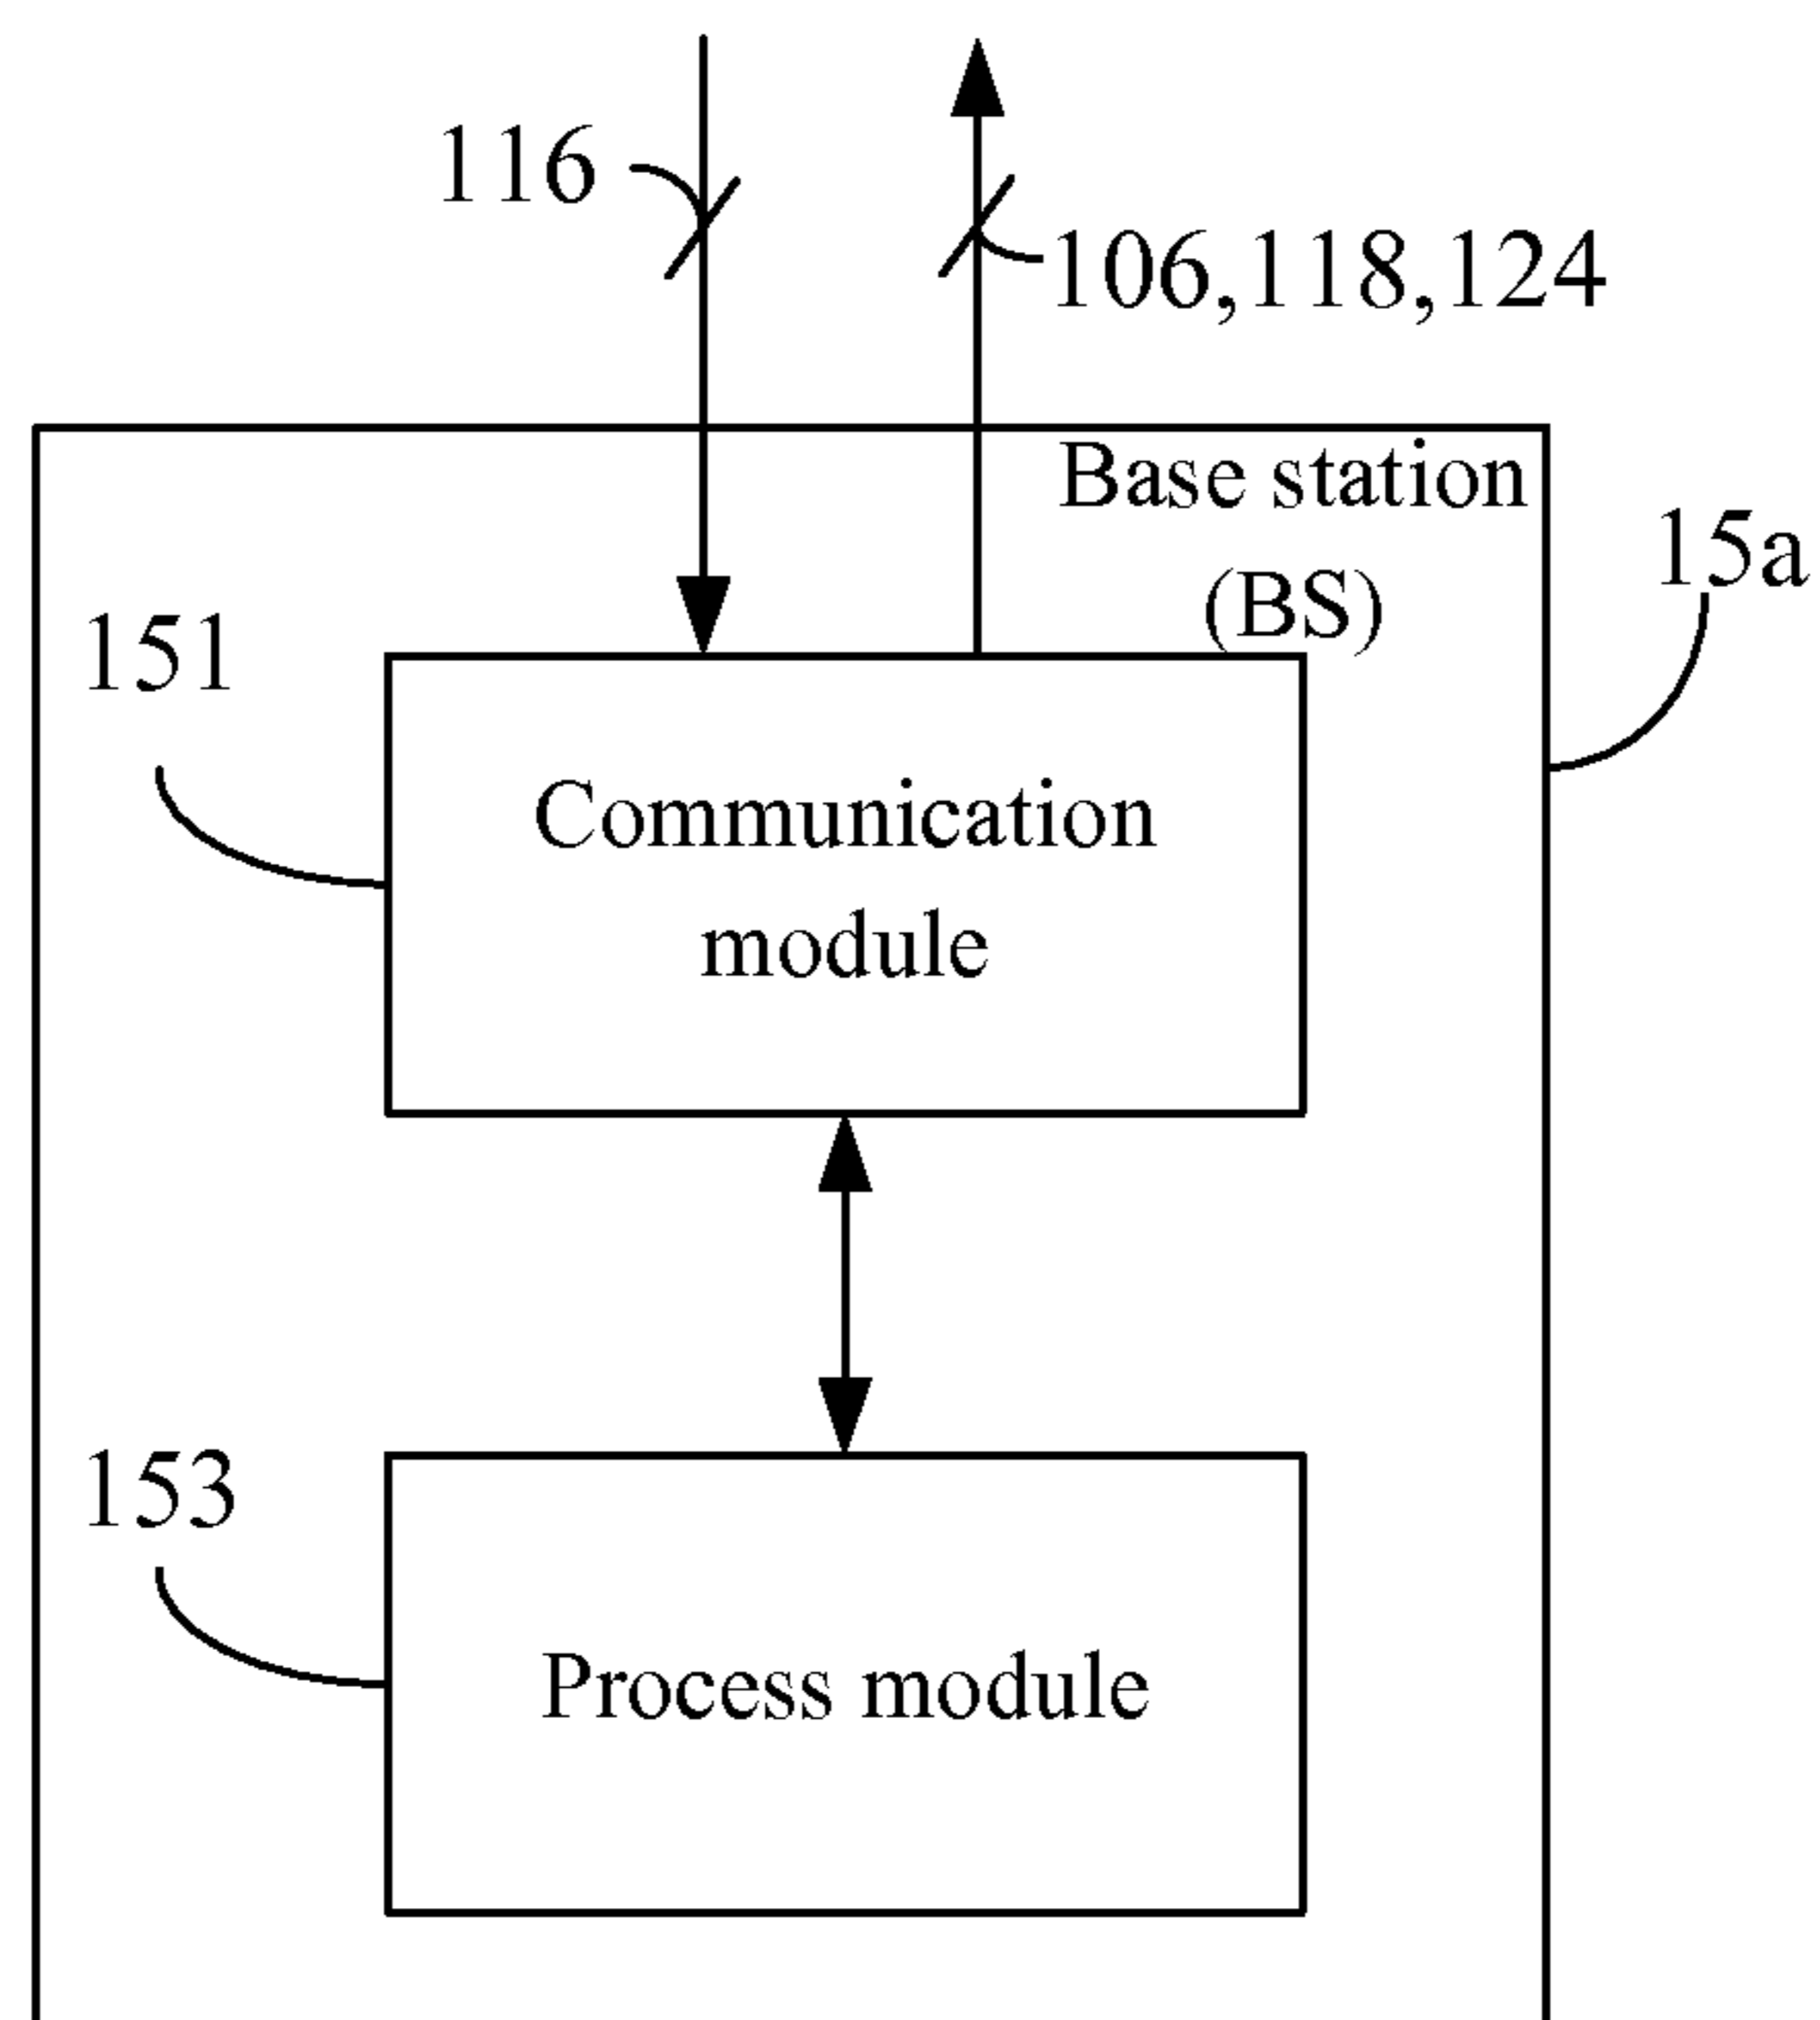 116
106,118,124
Base station
(BS)
15a
151
Communication
module
153
Process module